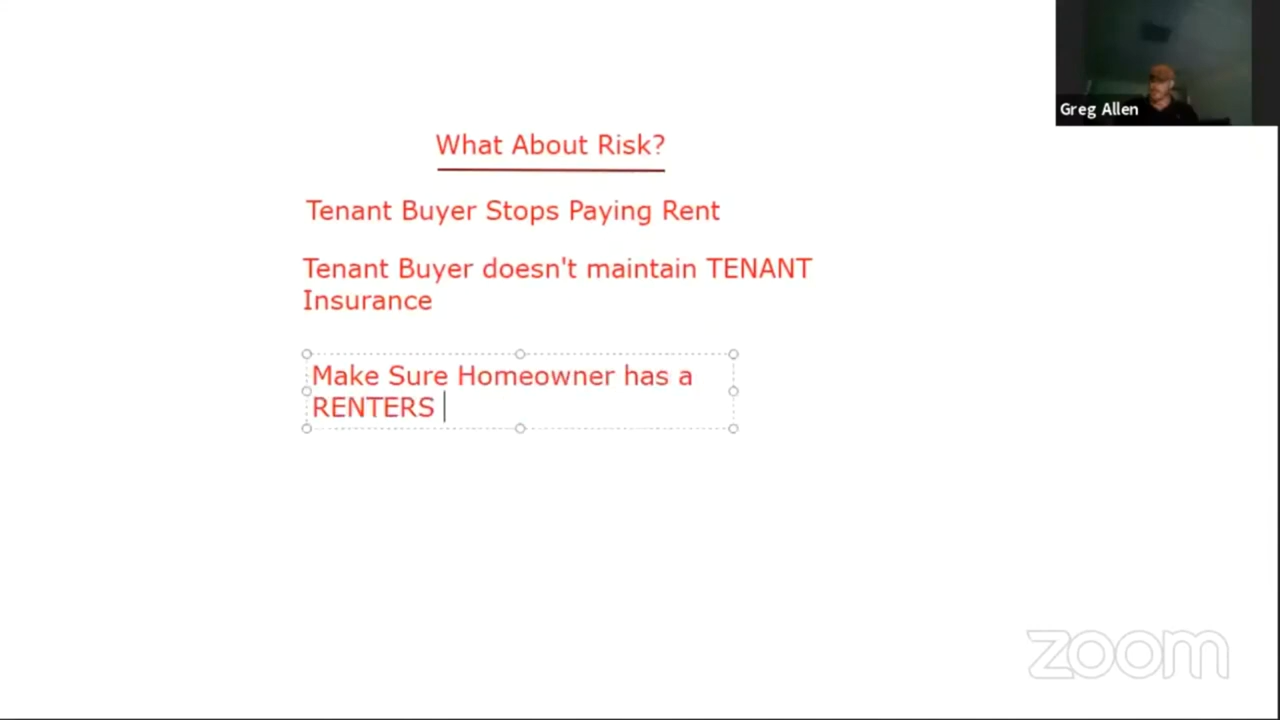 Greg Allen
What About Risk?
Tenant Buyer Stops Paying Rent
Tenant Buyer doesn't maintain TENANT
Insurance
Make Sure Homeowner has a
RENTERS
zoom